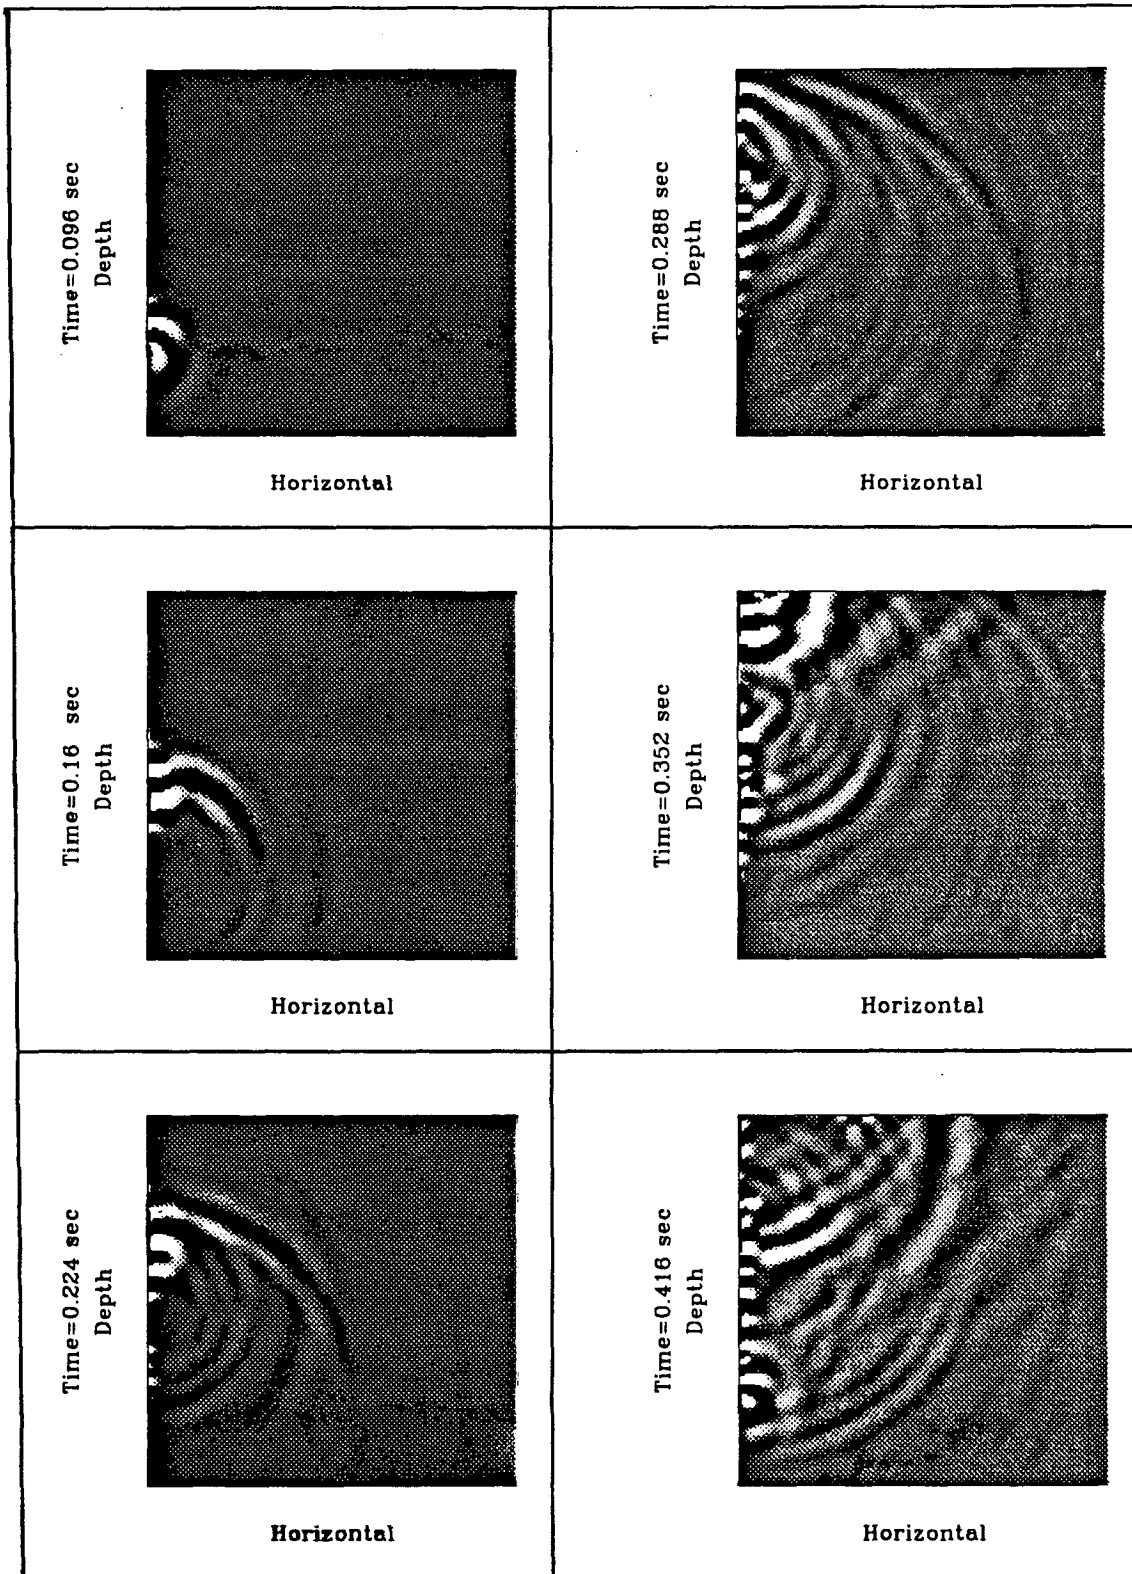 Time=0.096 sec
Depth
Horizontal
Time=0.16 sec
Depth
Horizontal
Time=0.224 sec
Depth
Horizontal
Time=0.288 sec
Depth
Horizontal
Time=0.352 sec
Depth
Horizontal
Time=0.416 sec
Depth
Horizontal